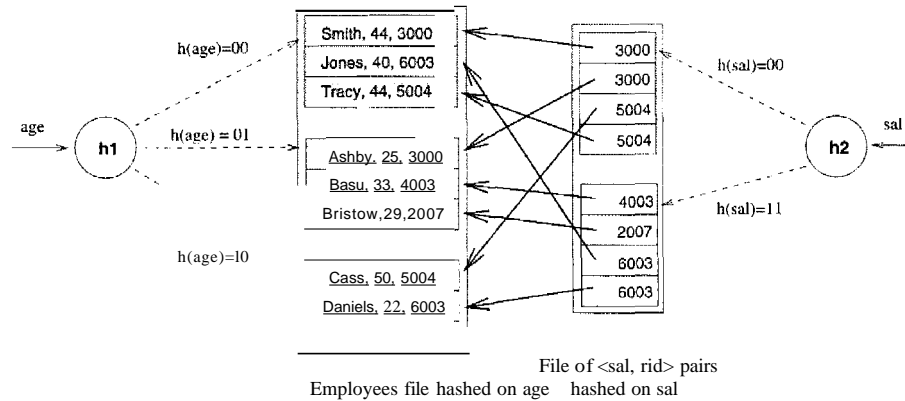 Smith, 44, 3000
Jones, 40, 6003
Tracy, 44, 5004
h(age)=00
age
h1
h(age) = 01
Ashby, 25, 3000
Basu, 33, 4003
Bristow,29,2007
h(age)=l0
Cass, 50, 5004
Daniels, 22, 6003
3000
3000
5004
5004
h(sal)=00
sal
h2
4003
2007
6003
6003
h(sal)=11
File of <sal, rid> pairs
Employees file hashed on age hashed on sal